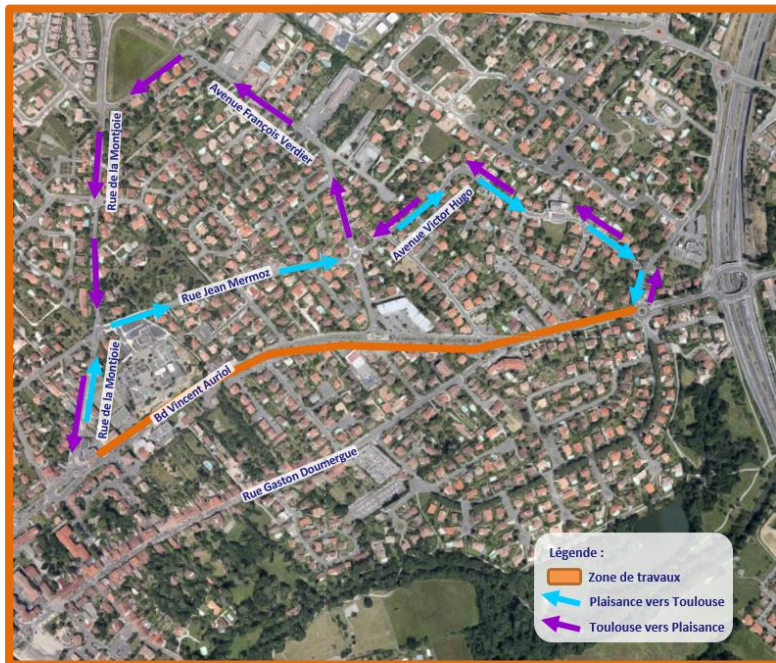 Avenue François Verdier
Rue de la Montjoie
Avenue Victor Hugo
Rue Jean Mermoz
Rue de la Montjoie
Bd Vincent Auriol
Rue Gaston Doumergue
Légende :
Zone de travaux
Plaisance vers Toulouse
Toulouse vers Plaisance